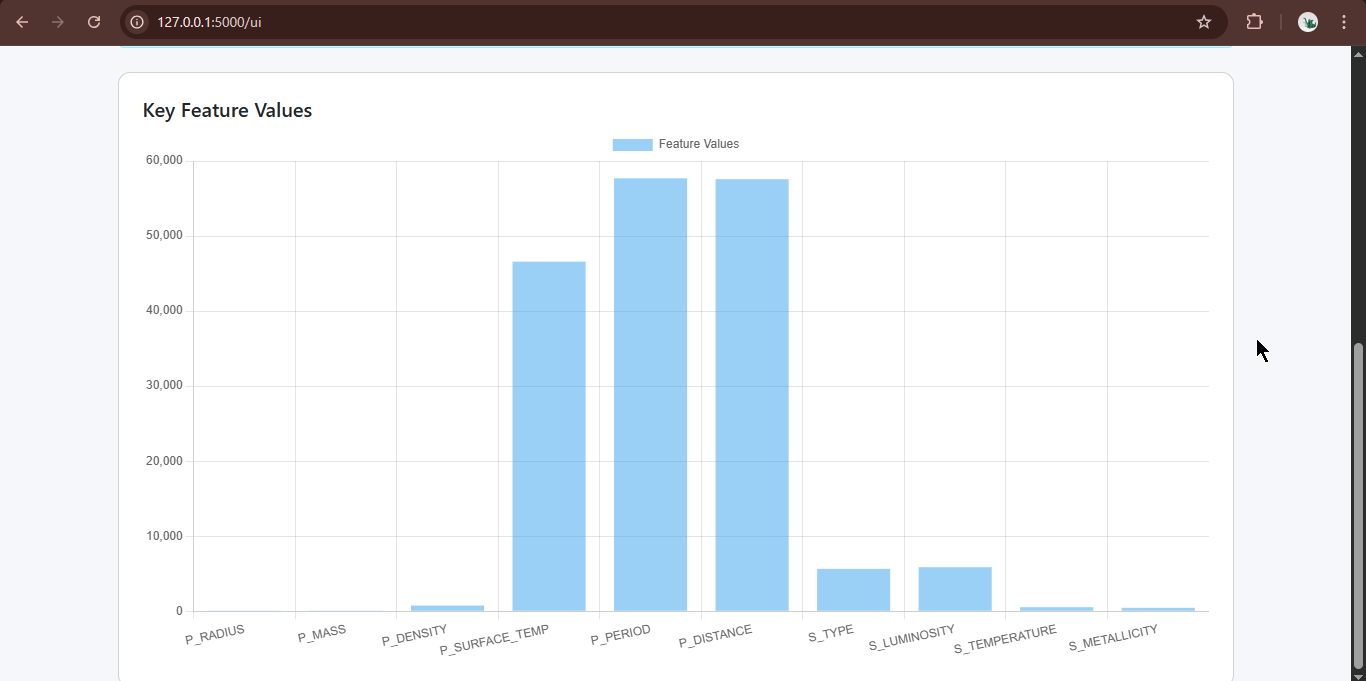 127.0.0.1:5000/ui
Key Feature Values
Feature Values
60,000
50,000
40,000
30,000
20,000
10,000
0
P_RADIUS
P_MASS
P_DENSITY
P_SURFACE_TEMP
P_PERIOD
P_DISTANCE
S_TYPE
S_LUMINOSITY
S_TEMPERATURE
S_METALLICITY